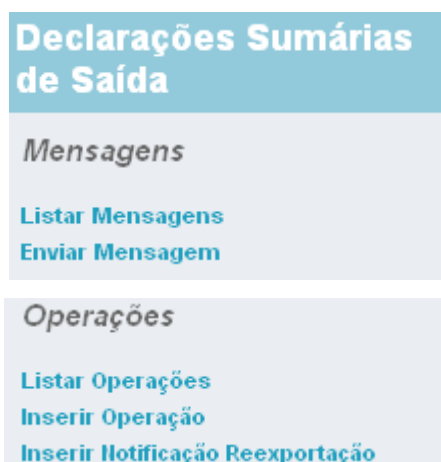 Declarações Sumárias
de Saída
Mensagens
Listar Mensagens
Enviar Mensagem
Operações
Listar Operações
Inserir Operação
Inserir Notificação Reexportação